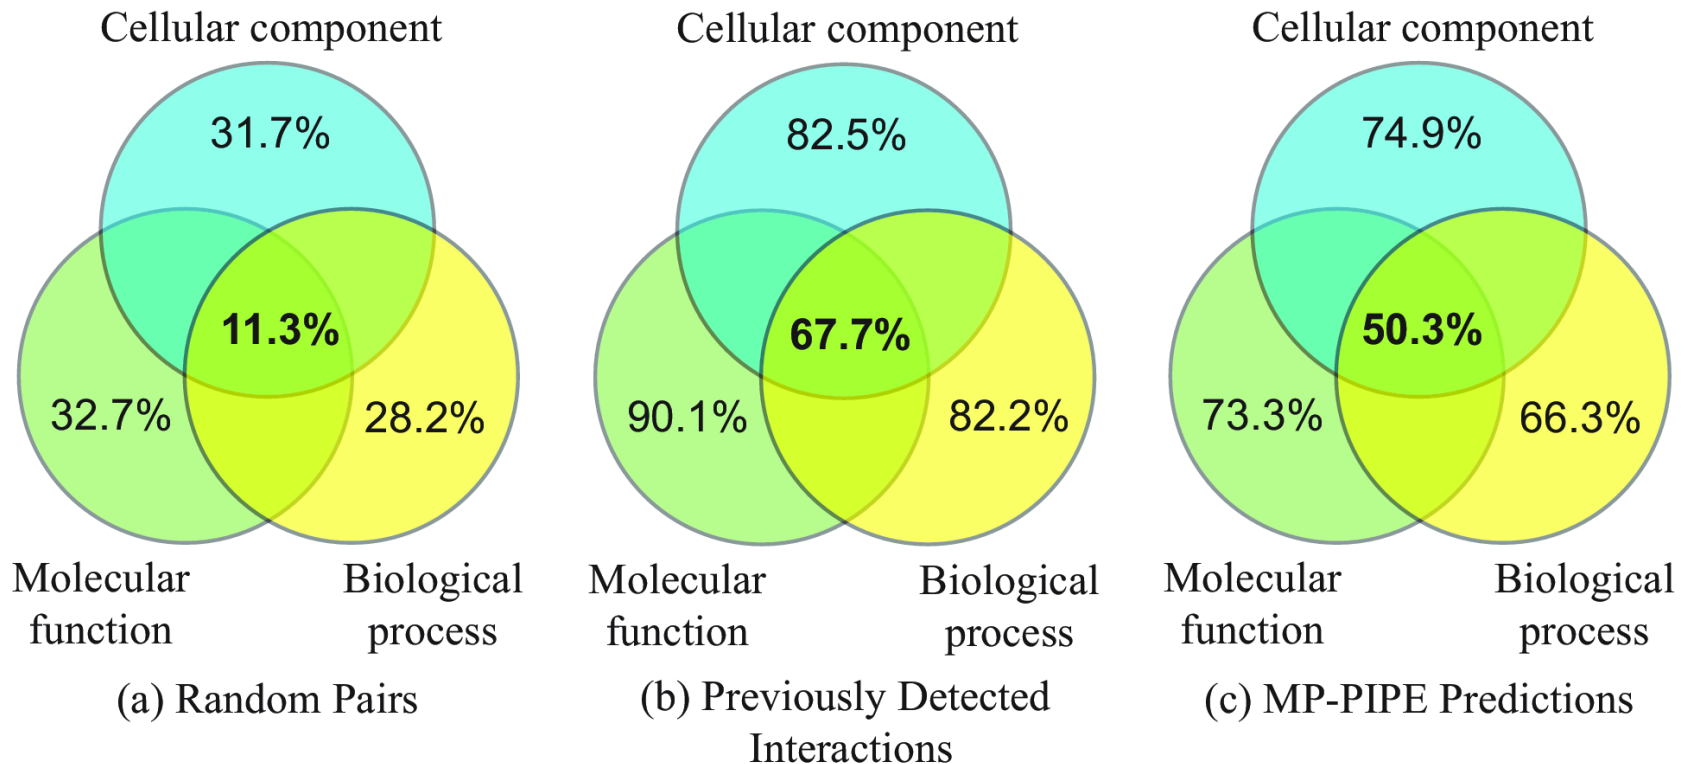 Cellular component
31.7%
11.3%
32.7%
28.2%
Molecular
function
Biological
process
(a) Random Pairs
Cellular component
82.5%
67.7%
90.1%
82.2%
Molecular
function
Biological
process
(b) Previously Detected
Interactions
Cellular component
74.9%
50.3%
73.3%
66.3%
Molecular
function
Biological
process
(c) MP-PIPE Predictions